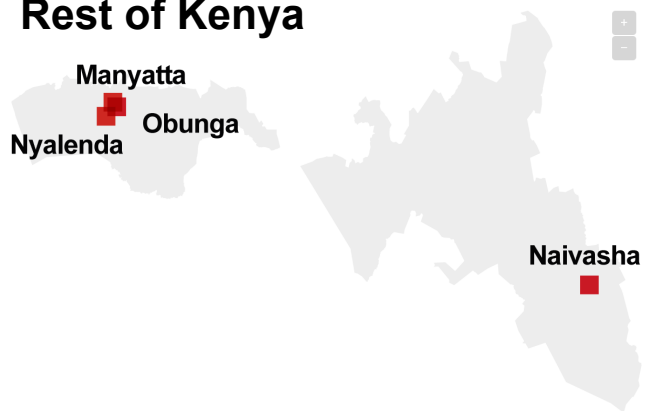 Rest of Kenya
+
−
Manyatta
Obunga
Nyalenda
Naivasha